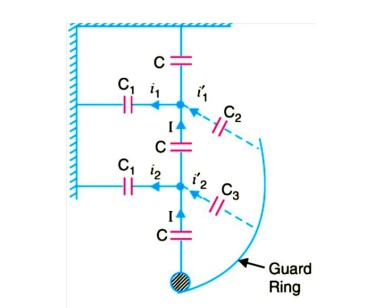 C
C₁ i₁ i′₁ C₂
I
C
C₁ i₂ i′₂ C₃
I
C
Guard
Ring